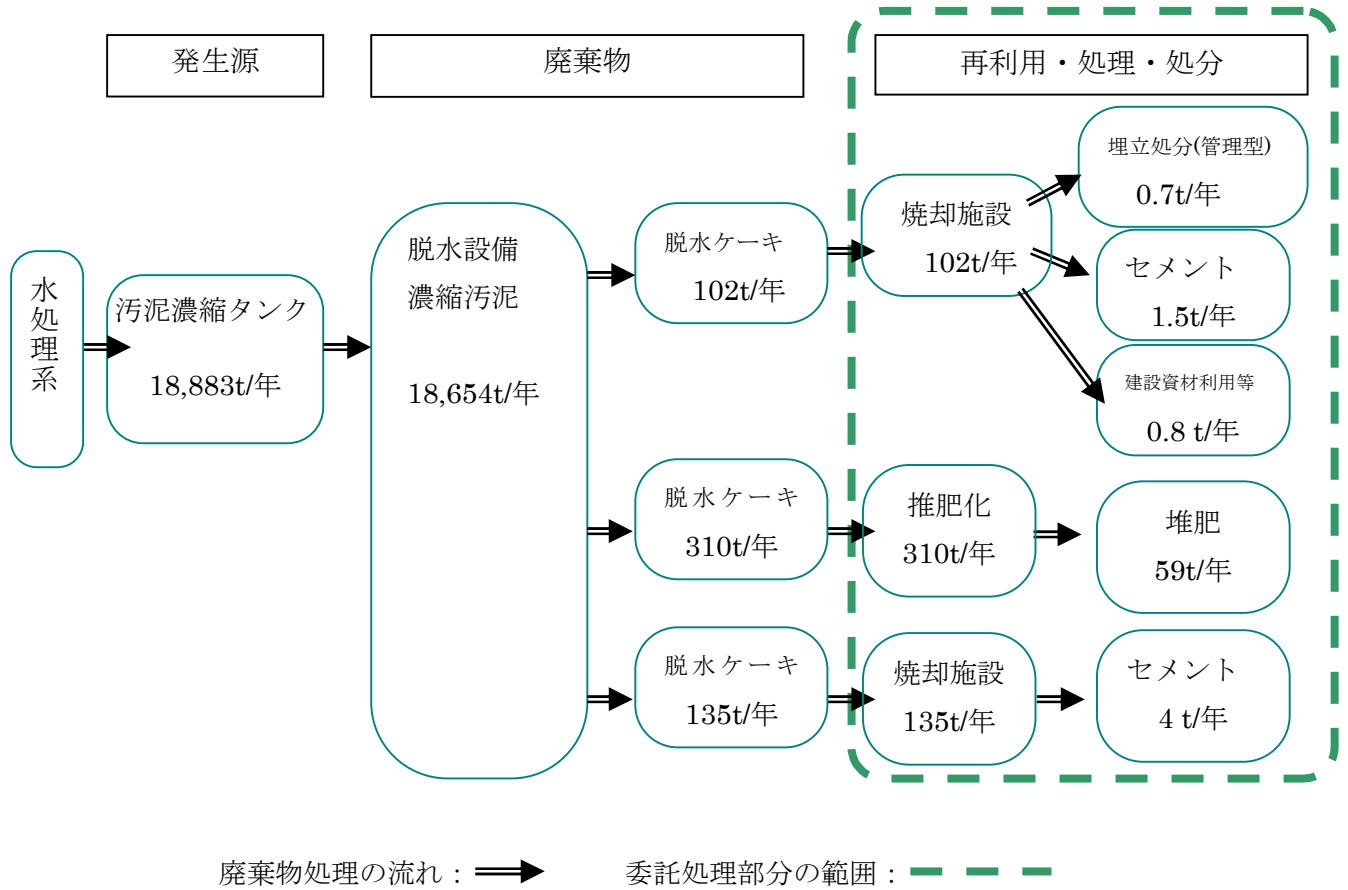 発生源
廃棄物
再利用・処理・処分
水処理系
汚泥濃縮タンク
18,883t/年
脱水設備
濃縮汚泥
18,654t/年
脱水ケーキ
102t/年
焼却施設
102t/年
埋立処分(管理型)
0.7t/年
セメント
1.5t/年
建設資材利用等
0.8 t/年
脱水ケーキ
310t/年
推肥化
310t/年
堆肥
59t/年
脱水ケーキ
135t/年
焼却施設
135t/年
セメント
4 t/年
廃棄物処理の流れ：
委託処理部分の範囲：